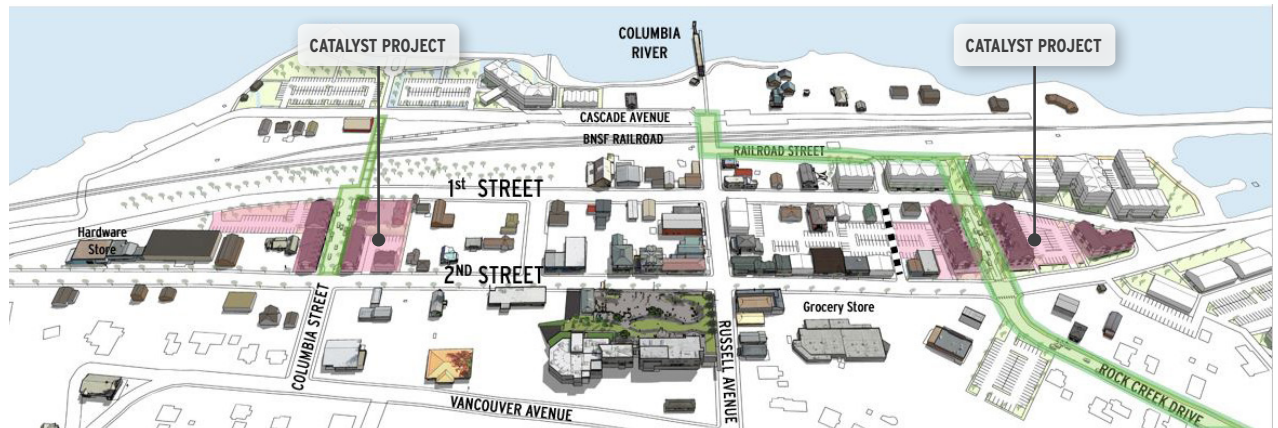 CATALYST PROJECT
COLUMBIA
RIVER
CATALYST PROJECT
CASCADE AVENUE
BNSF RAILROAD
RAILROAD STREET
1st STREET
Hardware
Store
2ND STREET
COLUMBIA STREET
Grocery Store
RUSSELL AVENUE
VANCOUVER AVENUE
ROCK CREEK DRIVE